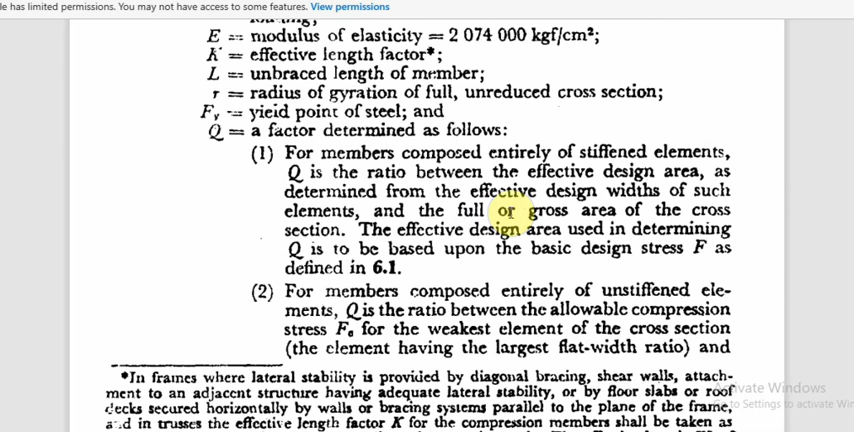 le has limited permissions. You may not have access to some features. View permissions
E = modulus of elasticity = 2 074 000 kgf/cm²;
K = effective length factor*;
L = unbraced length of member;
r = radius of gyration of full, unreduced cross section;
Fy = yield point of steel; and
Q = a factor determined as follows:
(1) For members composed entirely of stiffened elements,
Q is the ratio between the effective design area, as
determined from the effective design widths of such
elements, and the full or gross area of the cross
section. The effective design area used in determining
Q is to be based upon the basic design stress F as
defined in 6.1.
(2) For members composed entirely of unstiffened ele-
ments, Q is the ratio between the allowable compression
stress Fc for the weakest element of the cross section
(the element having the largest flat-width ratio) and
*In frames where lateral stability is provided by diagonal bracing, shear walls, attach-
ment to an adjacent structure having adequate lateral stability, or by floor slabs or roof
decks secured horizontally by walls or bracing systems parallel to the plane of the frame,
and in trusses the effective length factor K for the compression members shall be taken as
Activate Windows
Go to Settings to activate Win